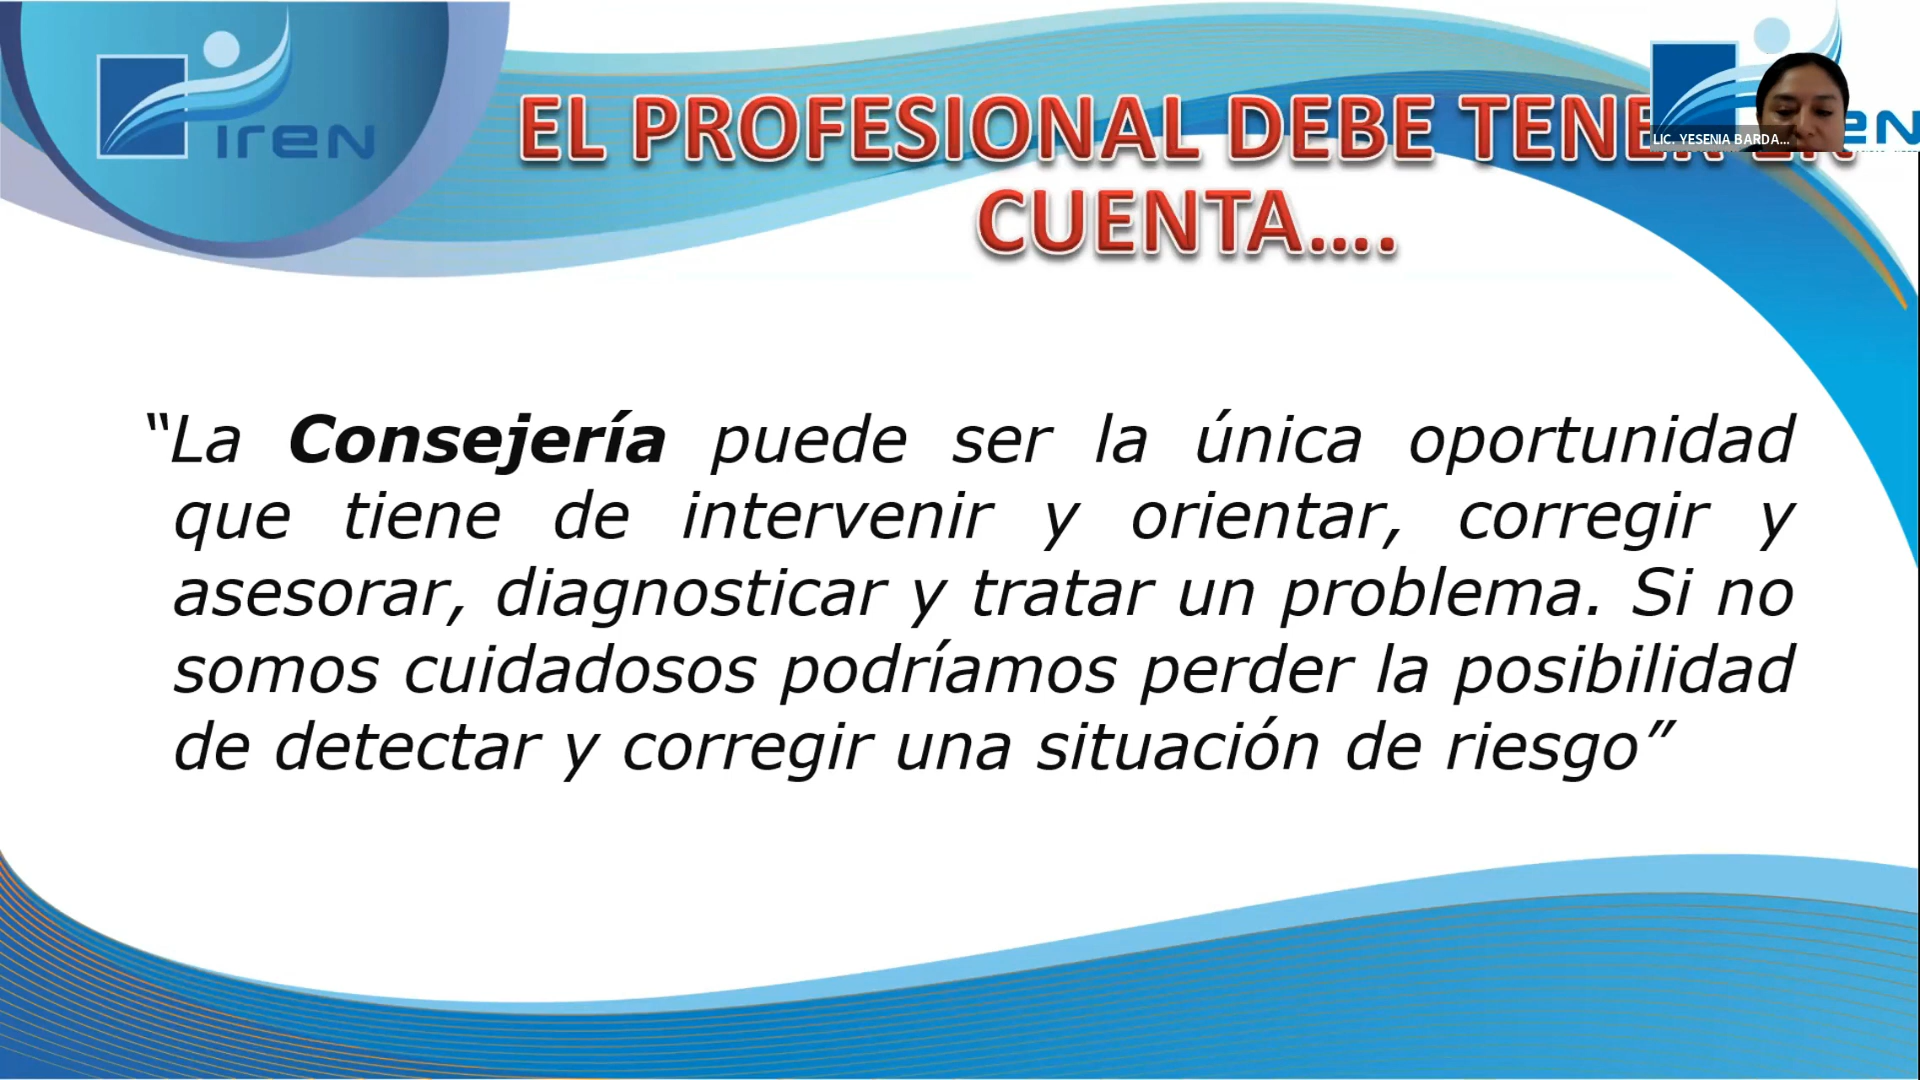 IREN
EL PROFESIONAL DEBE TENER EN
LIC. YESENIA BARDA...
CUENTA....
“La Consejería puede ser la única oportunidad
que tiene de intervenir y orientar, corregir y
asesorar, diagnosticar y tratar un problema. Si no
somos cuidadosos podríamos perder la posibilidad
de detectar y corregir una situación de riesgo”